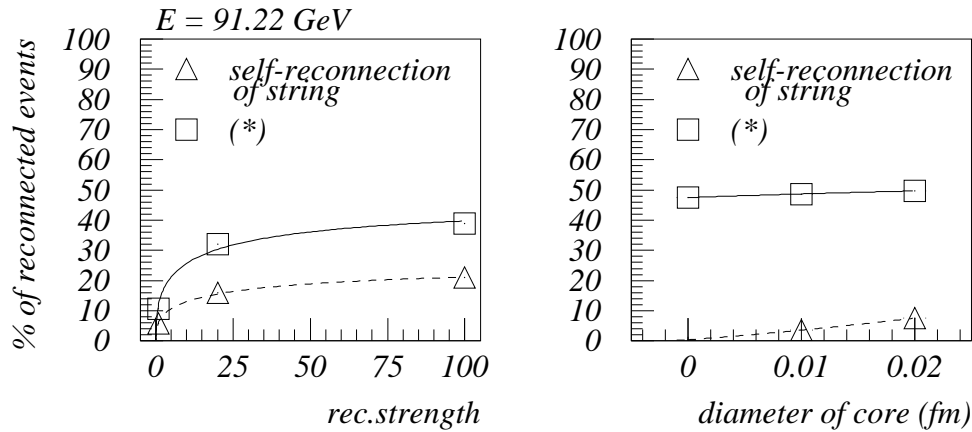 E = 91.22 GeV
% of reconnected events
100
90
80
70
60
50
40
30
20
10
0
self-reconnection
of string
(*)
0 25 50 75 100
rec.strength
100
90
80
70
60
50
40
30
20
10
0
self-reconnection
of string
(*)
0 0.01 0.02
diameter of core (fm)